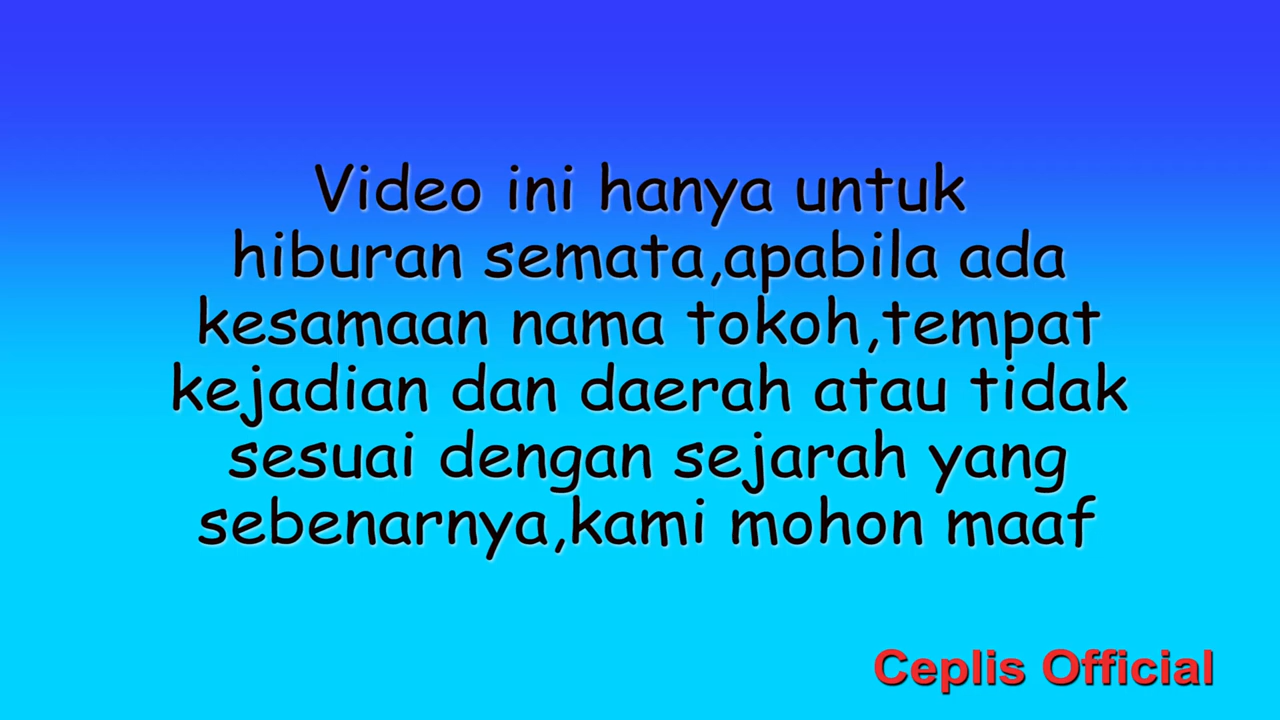 Video ini hanya untuk
hiburan semata,apabila ada
kesamaan nama tokoh,tempat
kejadian dan daerah atau tidak
sesuai dengan sejarah yang
sebenarnya,kami mohon maaf
Ceplis Official